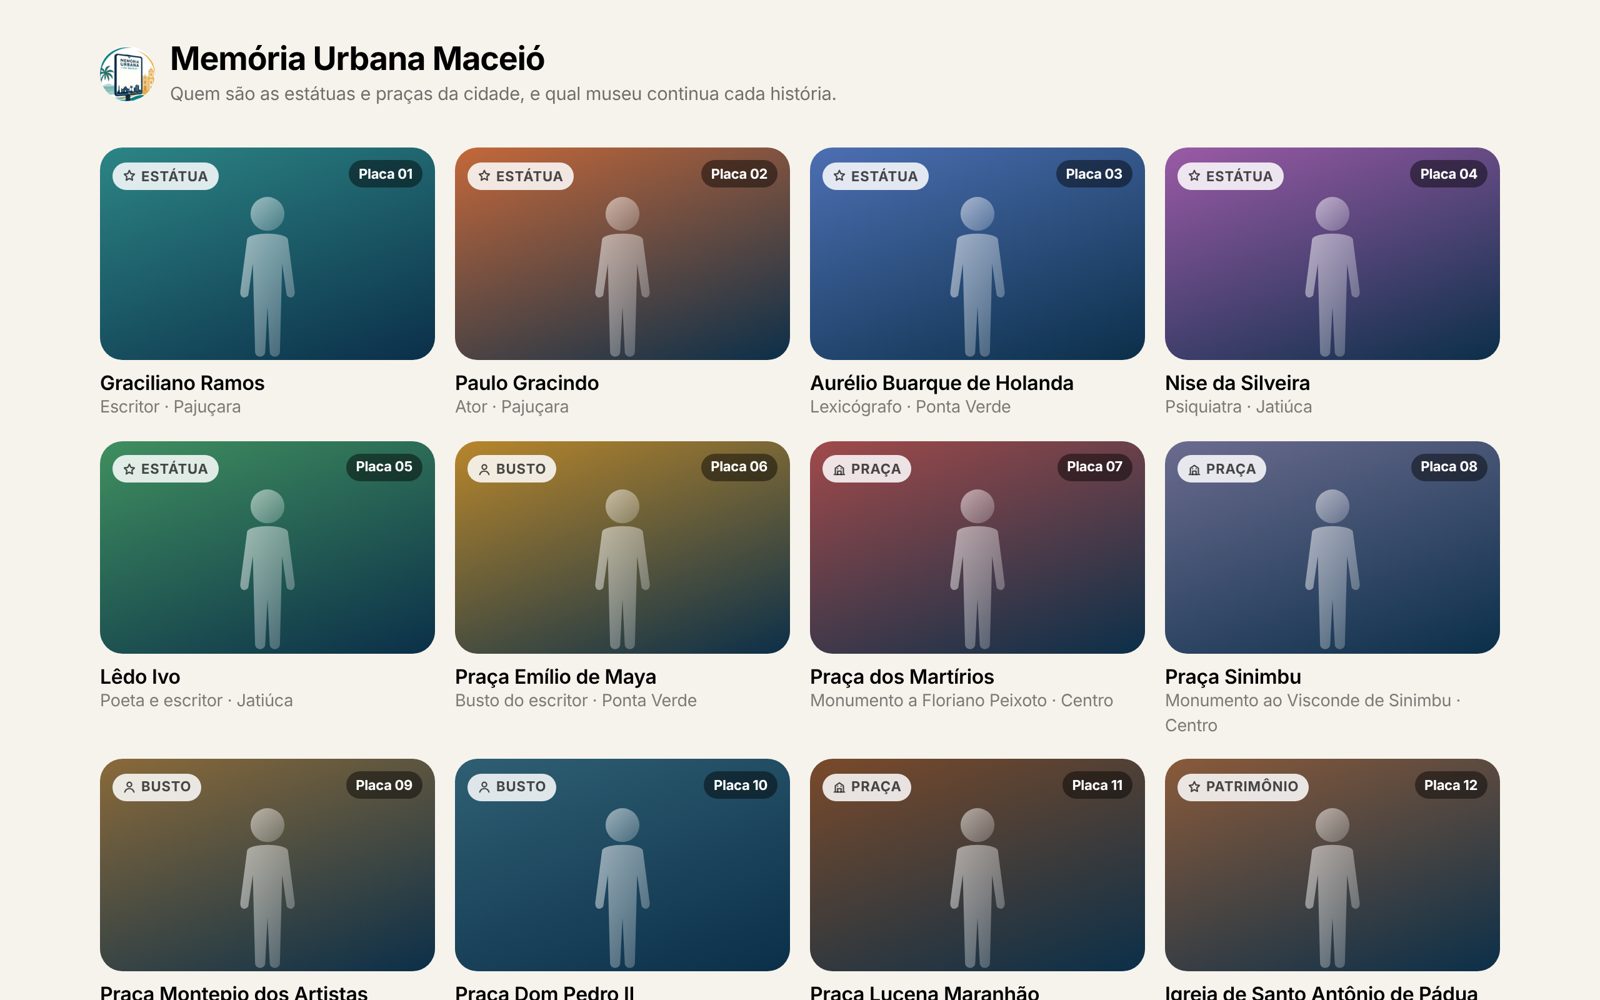 MEMÓRIA
URBANA
Memória Urbana Maceió
Quem são as estátuas e praças da cidade, e qual museu continua cada história.
ESTÁTUA
Placa 01
Graciliano Ramos
Escritor · Pajuçara
ESTÁTUA
Placa 02
Paulo Gracindo
Ator · Pajuçara
ESTÁTUA
Placa 03
Aurélio Buarque de Holanda
Lexicógrafo · Ponta Verde
ESTÁTUA
Placa 04
Nise da Silveira
Psiquiatra · Jatiúca
ESTÁTUA
Placa 05
Lêdo Ivo
Poeta e escritor · Jatiúca
BUSTO
Placa 06
Praça Emílio de Maya
Busto do escritor · Ponta Verde
PRAÇA
Placa 07
Praça dos Martírios
Monumento a Floriano Peixoto · Centro
PRAÇA
Placa 08
Praça Sinimbu
Monumento ao Visconde de Sinimbu ·
Centro
BUSTO
Placa 09
Praça Montepio dos Artistas
BUSTO
Placa 10
Praça Dom Pedro II
PRAÇA
Placa 11
Praça Lucena Maranhão
PATRIMÔNIO
Placa 12
Igreja de Santo Antônio de Pádua